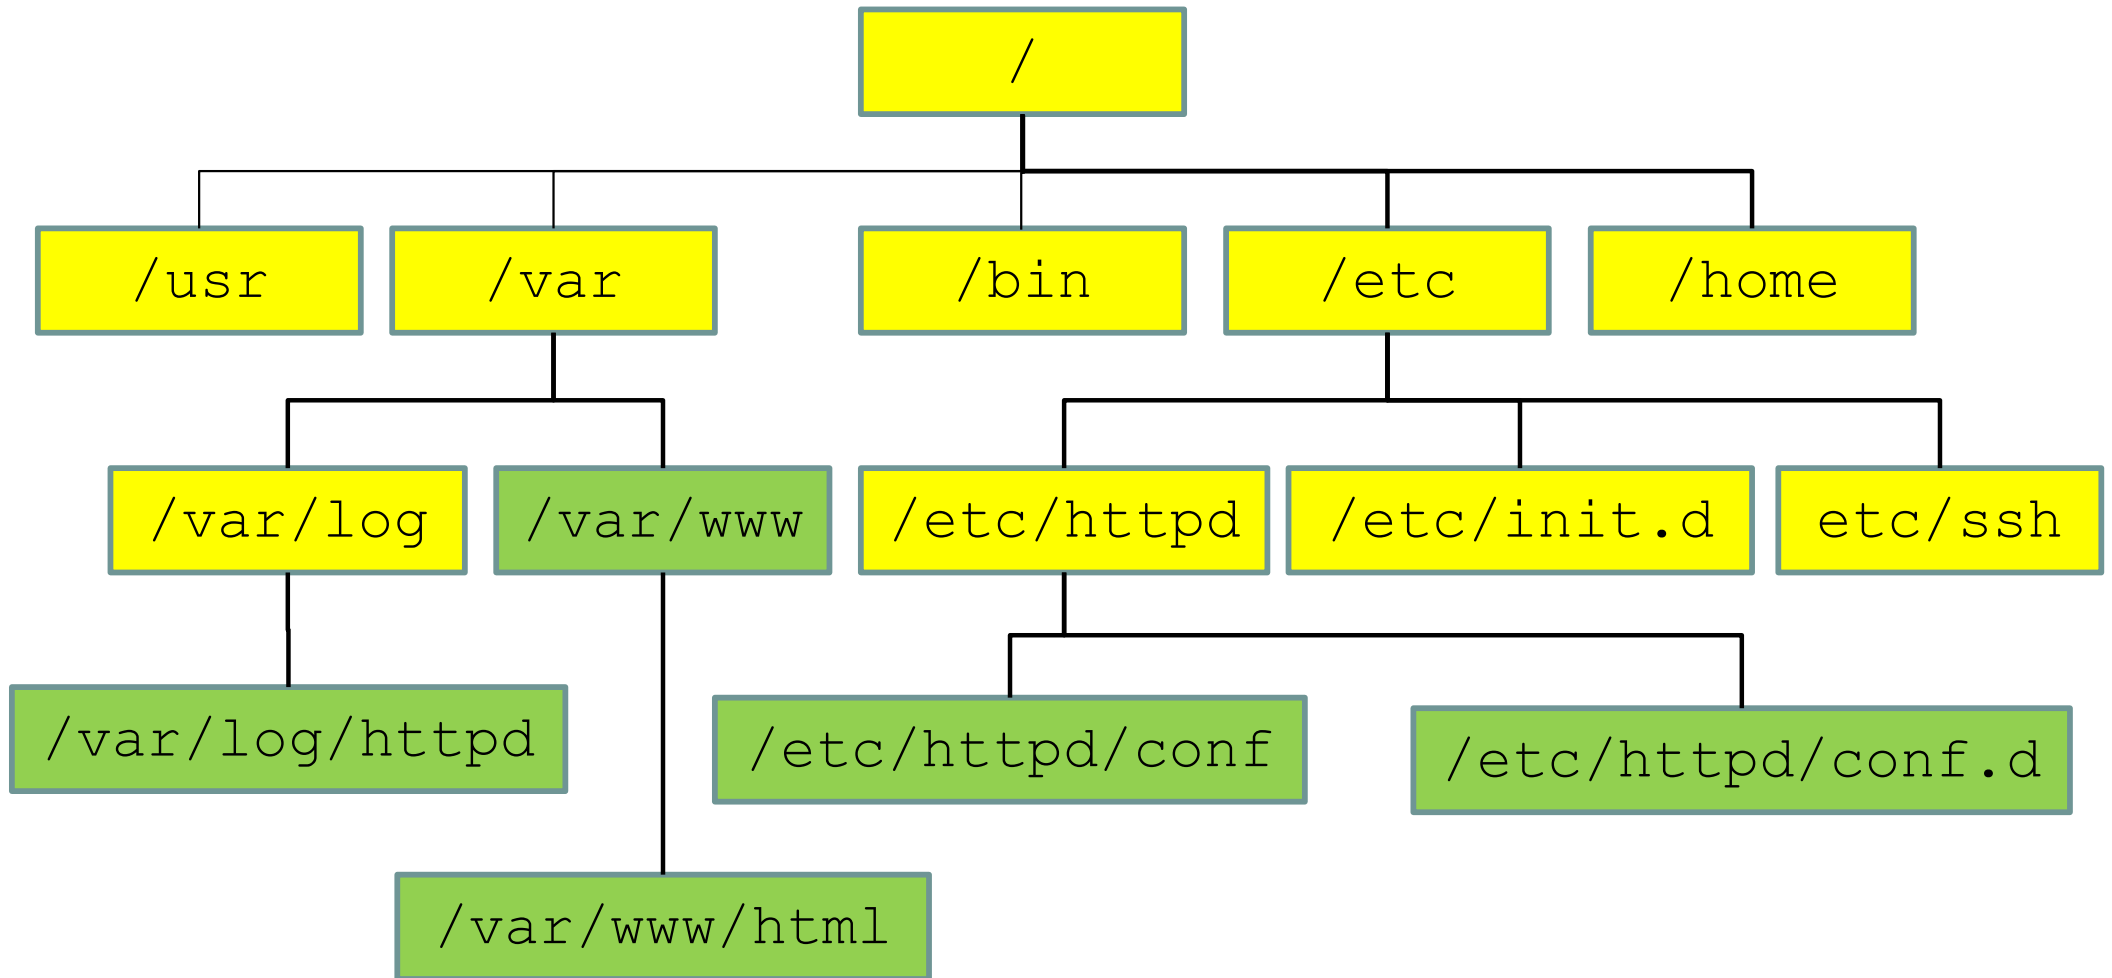 /
/usr
/var
/bin
/etc
/home
/var/log
/var/www
/etc/httpd
/etc/init.d
etc/ssh
/var/log/httpd
/etc/httpd/conf
/etc/httpd/conf.d
/var/www/html